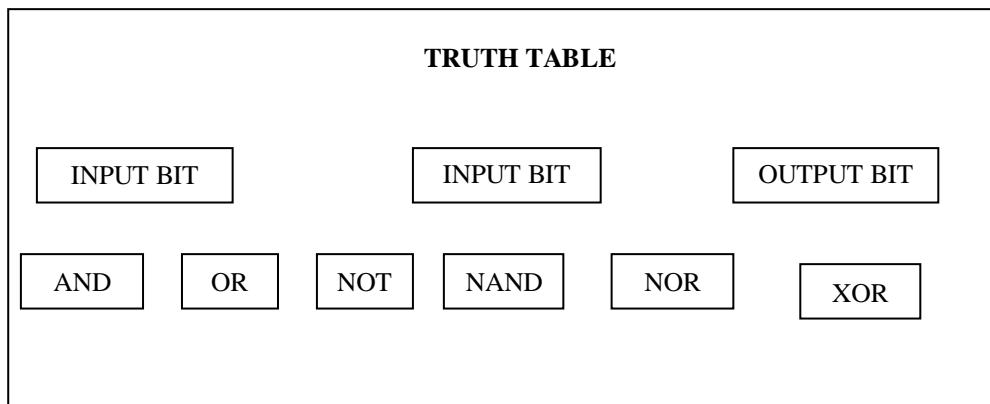 TRUTH TABLE
INPUT BIT INPUT BIT OUTPUT BIT
AND OR NOT NAND NOR XOR